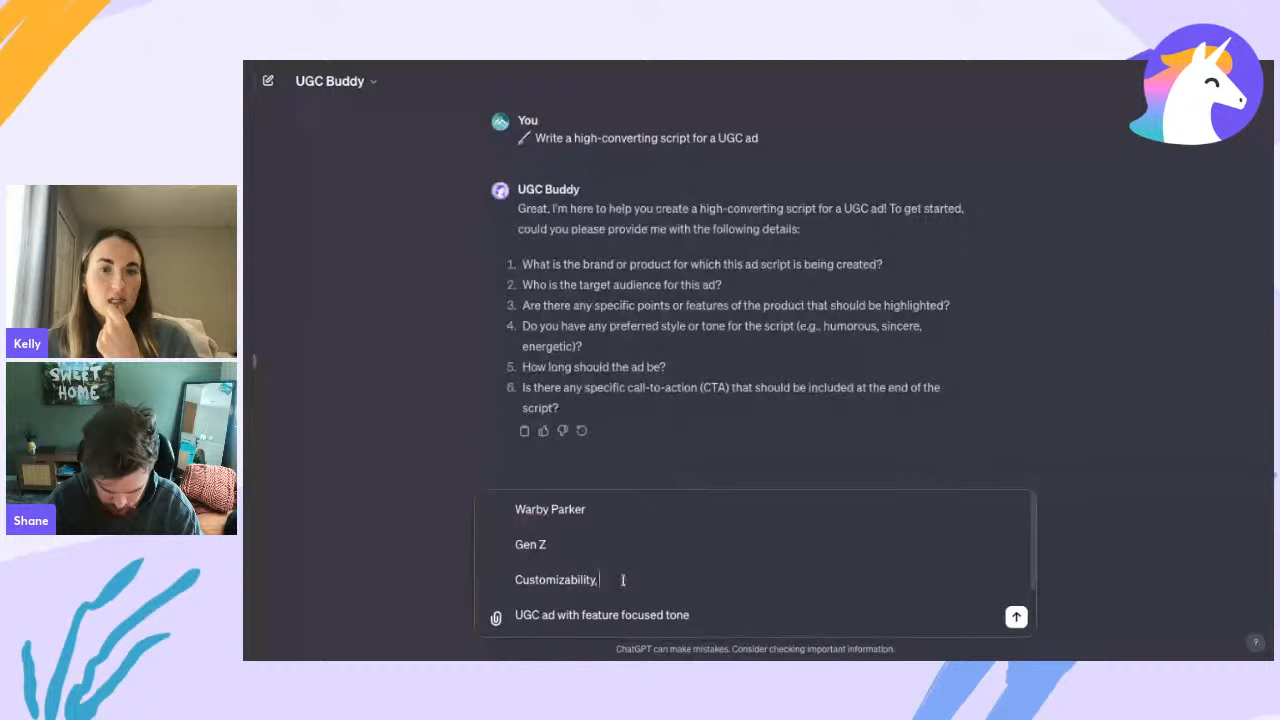 UGC Buddy
You
Write a high-converting script for a UGC ad
UGC Buddy
Great, I'm here to help you create a high-converting script for a UGC ad! To get started,
could you please provide me with the following details:
1. What is the brand or product for which this ad script is being created?
2. Who is the target audience for this ad?
3. Are there any specific points or features of the product that should be highlighted?
4. Do you have any preferred style or tone for the script (e.g., humorous, sincere,
energetic)?
5. How long should the ad be?
6. Is there any specific call-to-action (CTA) that should be included at the end of the
script?
Warby Parker
Gen Z
Customizability,
UGC ad with feature focused tone
ChatGPT can make mistakes. Consider checking important information.
?
Kelly
SWEET
HOME
Shane